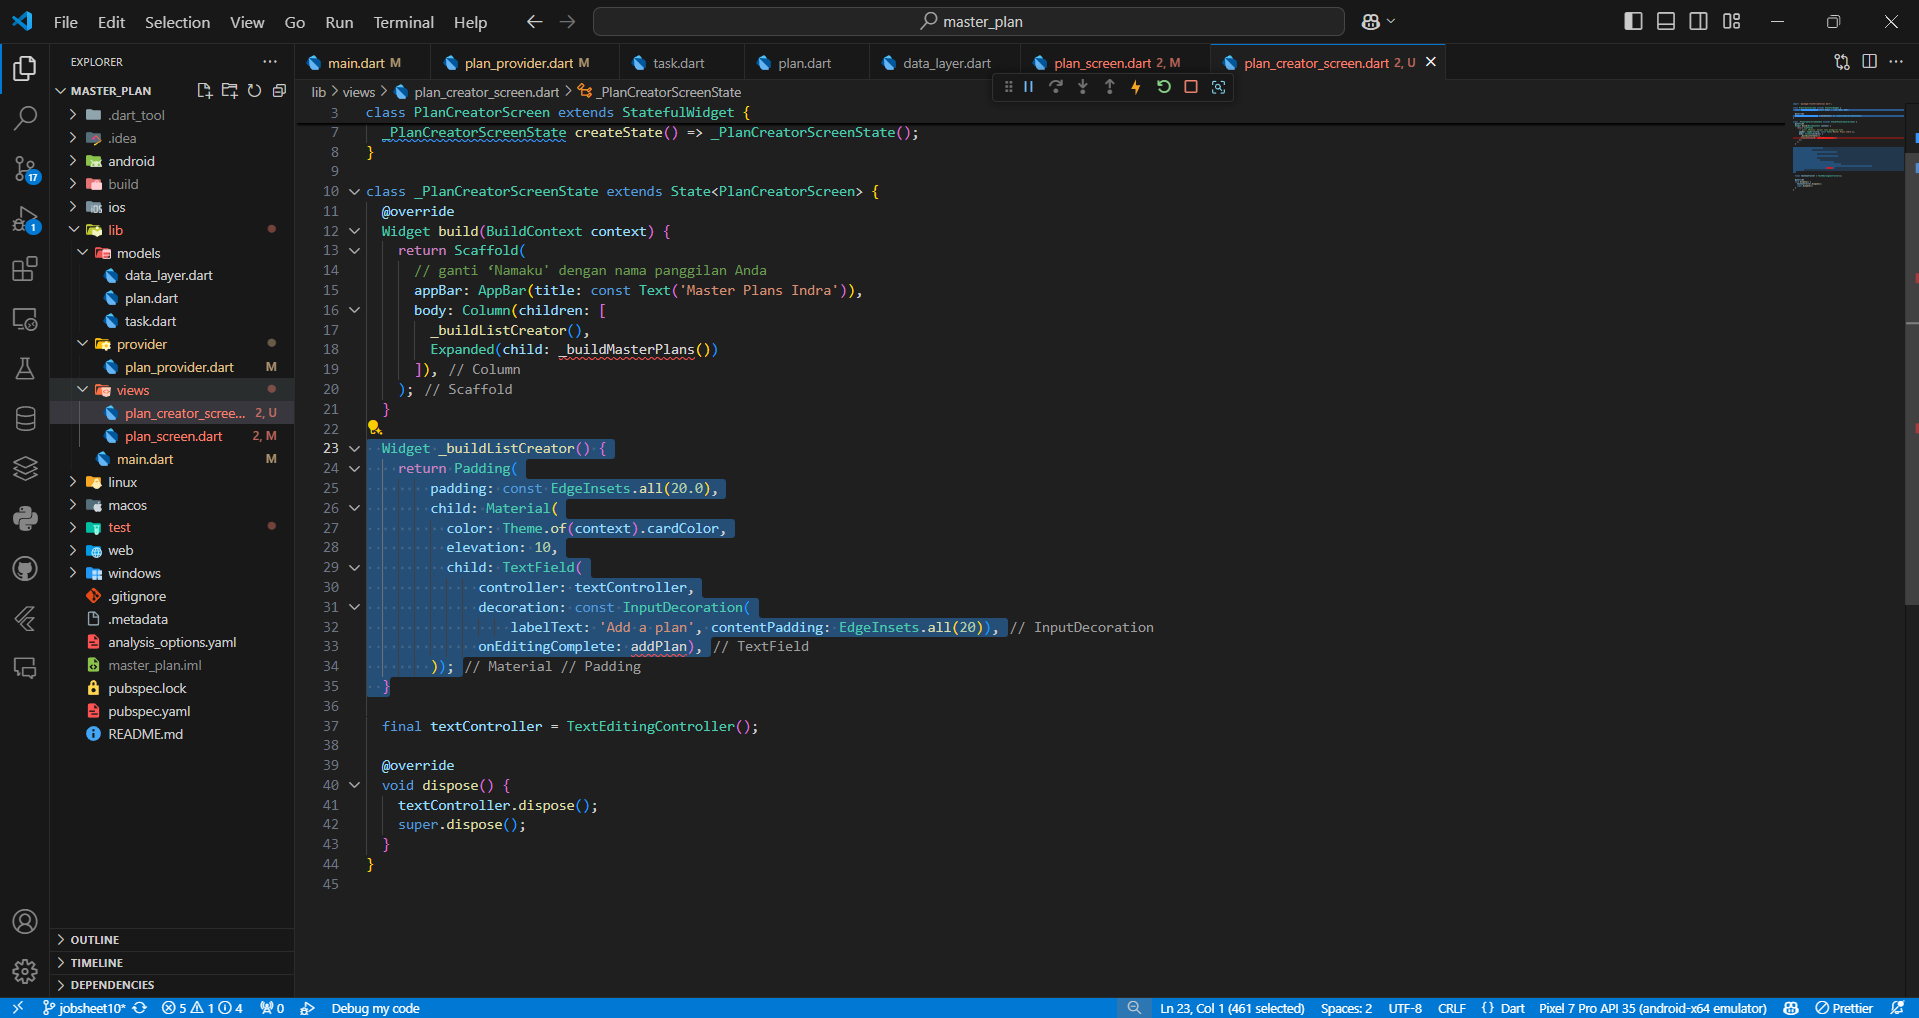 File Edit Selection View Go Run Terminal Help
master_plan
EXPLORER
MASTER_PLAN
.dart_tool
.idea
android
build
ios
lib
models
data_layer.dart
plan.dart
task.dart
provider
plan_provider.dart M
views
plan_creator_scree... 2, U
plan_screen.dart 2, M
main.dart M
linux
macos
test
web
windows
.gitignore
.metadata
analysis_options.yaml
master_plan.iml
pubspec.lock
pubspec.yaml
README.md
OUTLINE
TIMELINE
DEPENDENCIES
17
1
main.dart M
plan_provider.dart M
task.dart
plan.dart
data_layer.dart
plan_screen.dart 2, M
plan_creator_screen.dart 2, U
lib > views > plan_creator_screen.dart > _PlanCreatorScreenState
3 class PlanCreatorScreen extends StatefulWidget {
7 _PlanCreatorScreenState createState() => _PlanCreatorScreenState();
8 }
9
10 class _PlanCreatorScreenState extends State<PlanCreatorScreen> {
11 @override
12 Widget build(BuildContext context) {
13 return Scaffold(
14 // ganti ‘Namaku' dengan nama panggilan Anda
15 appBar: AppBar(title: const Text('Master Plans Indra')),
16 body: Column(children: [
17 _buildListCreator(),
18 Expanded(child: _buildMasterPlans())
19 ]), // Column
20 ); // Scaffold
21 }
22
23 Widget _buildListCreator() {
24 return Padding(
25 padding: const EdgeInsets.all(20.0),
26 child: Material(
27 color: Theme.of(context).cardColor,
28 elevation: 10,
29 child: TextField(
30 controller: textController,
31 decoration: const InputDecoration(
32 labelText: 'Add a plan', contentPadding: EdgeInsets.all(20)), // InputDecoration
33 onEditingComplete: addPlan), // TextField
34 )); // Material // Padding
35 }
36
37 final textController = TextEditingController();
38
39 @override
40 void dispose() {
41 textController.dispose();
42 super.dispose();
43 }
44 }
45
jobsheet10* 5 1 4 0 Debug my code Ln 23, Col 1 (461 selected) Spaces: 2 UTF-8 CRLF {} Dart Pixel 7 Pro API 35 (android-x64 emulator) Prettier